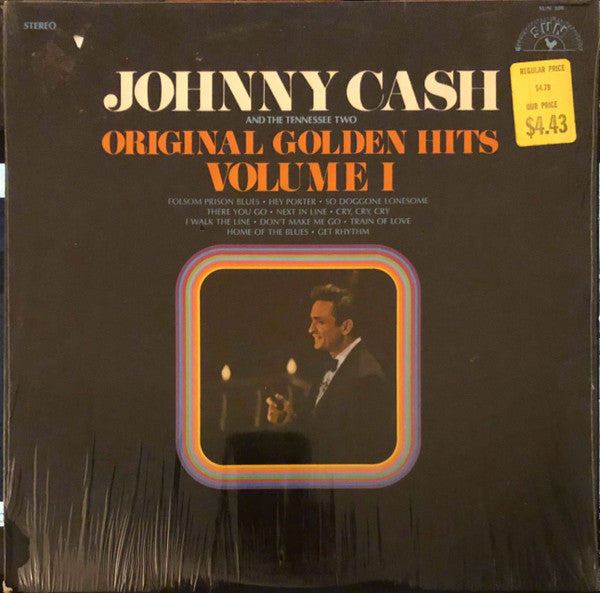 STEREO
SUN 100
SUN
JOHNNY CASH
AND THE TENNESSEE TWO
ORIGINAL GOLDEN HITS
VOLUME I
REGULAR PRICE
$4.79
OUR PRICE
$4.43
FOLSOM PRISON BLUES • HEY PORTER • SO DOGGONE LONESOME
THERE YOU GO • NEXT IN LINE • CRY, CRY, CRY
I WALK THE LINE • DON'T MAKE ME GO • TRAIN OF LOVE
HOME OF THE BLUES • GET RHYTHM